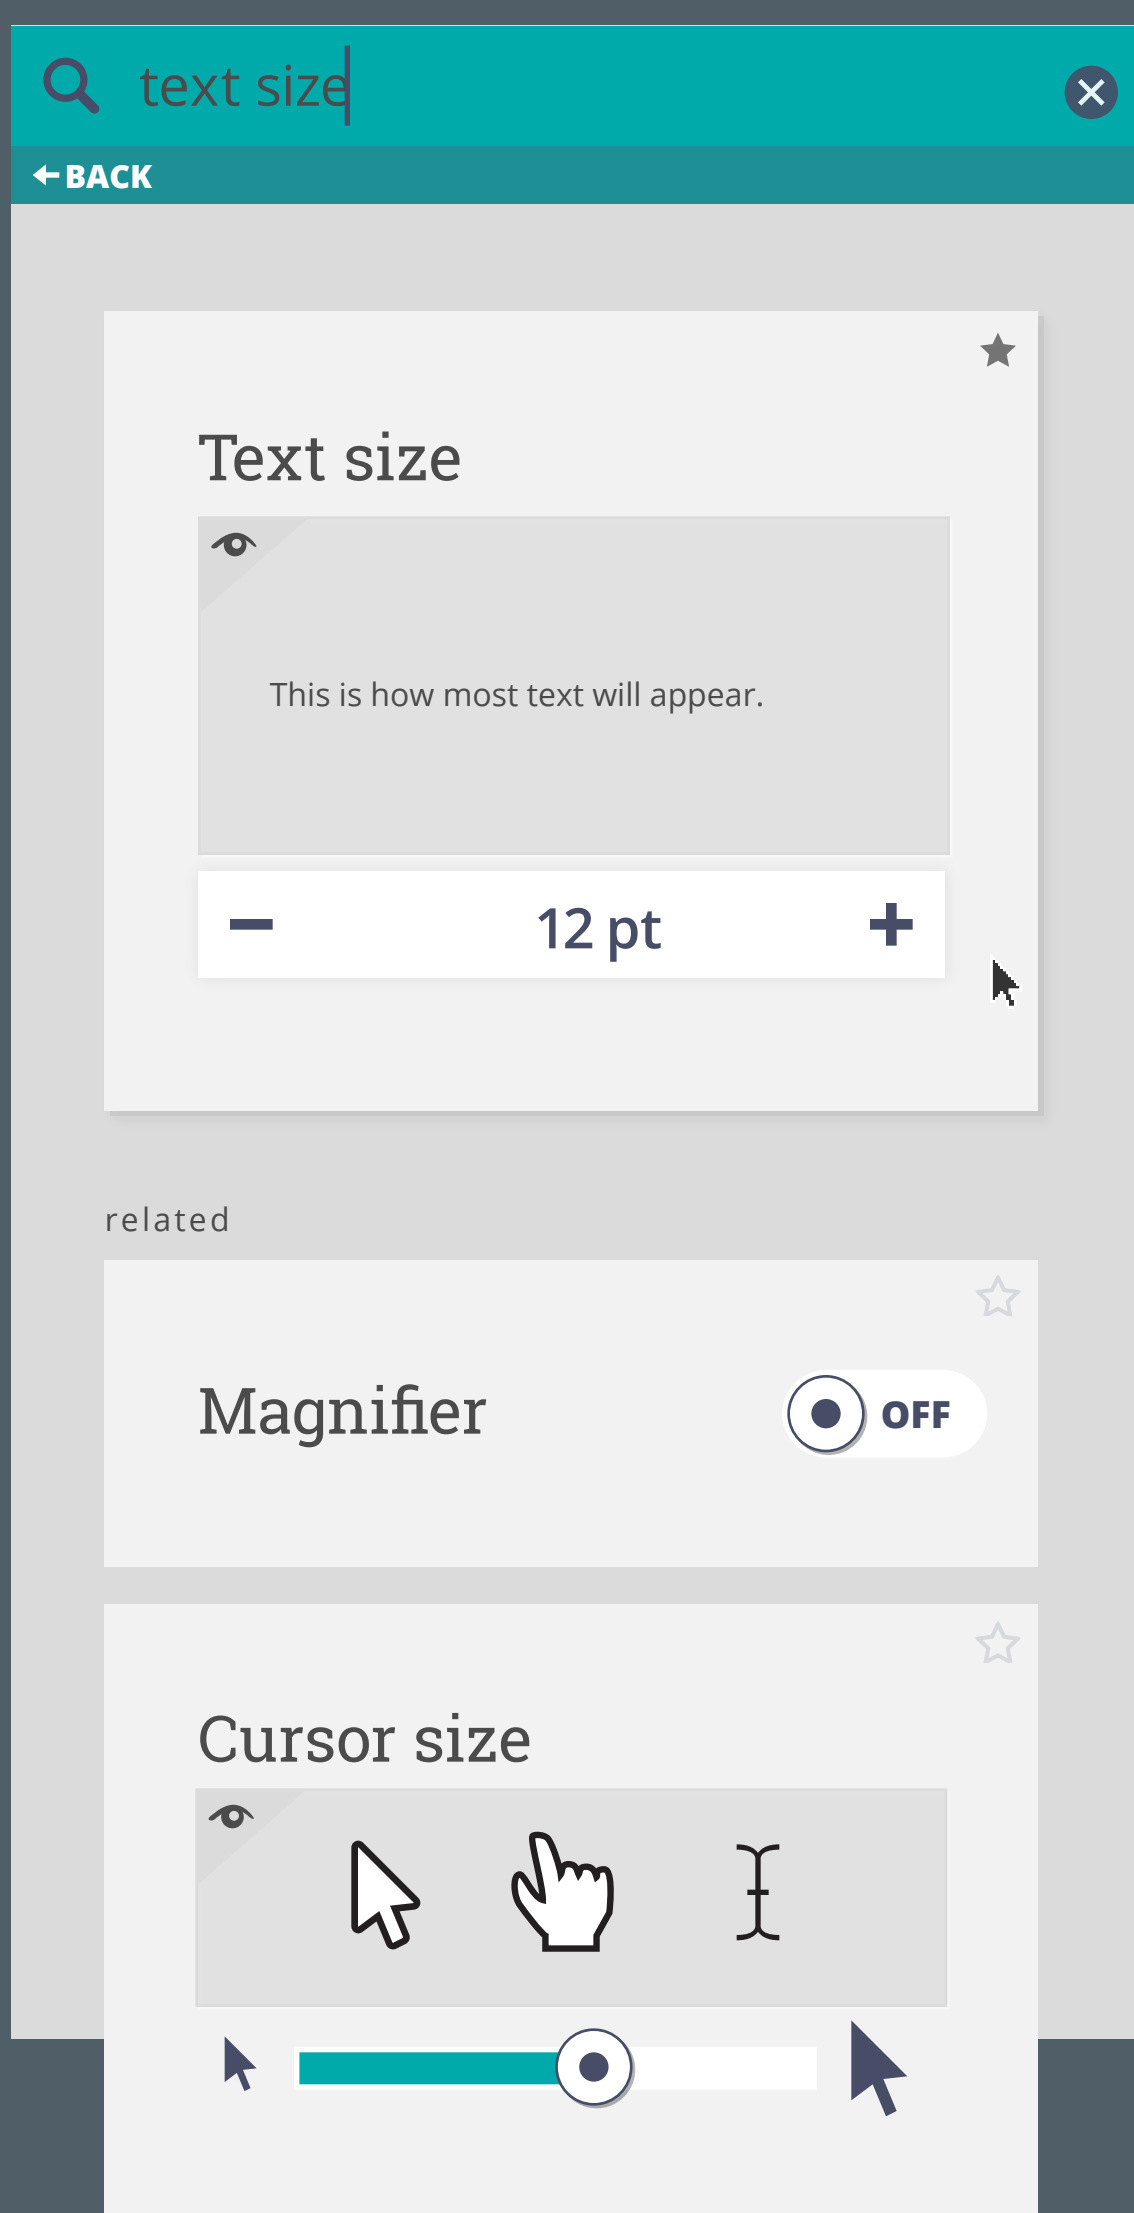 text size
BACK
Text size
This is how most text will appear.
12 pt
related
Magnifier
OFF
Cursor size